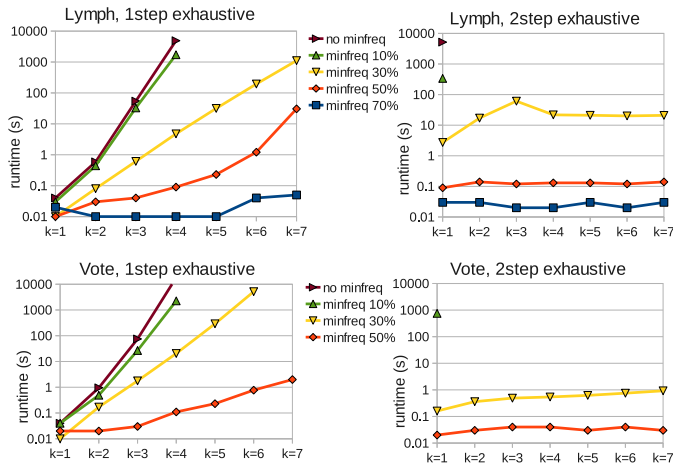 Lymph, 1step exhaustive
10000
1000
100
10
1
0.1
0.01
runtime (s)
k=1 k=2 k=3 k=4 k=5 k=6 k=7
no minfreq
minfreq 10%
minfreq 30%
minfreq 50%
minfreq 70%
Lymph, 2step exhaustive
10000
1000
100
10
1
0.1
0.01
runtime (s)
k=1 k=2 k=3 k=4 k=5 k=6 k=7
Vote, 1step exhaustive
10000
1000
100
10
1
0.1
0,01
runtime (s)
k=1 k=2 k=3 k=4 k=5 k=6 k=7
no minfreq
minfreq 10%
minfreq 30%
minfreq 50%
Vote, 2step exhaustive
10000
1000
100
10
1
0.1
0.01
runtime (s)
k=1 k=2 k=3 k=4 k=5 k=6 k=7